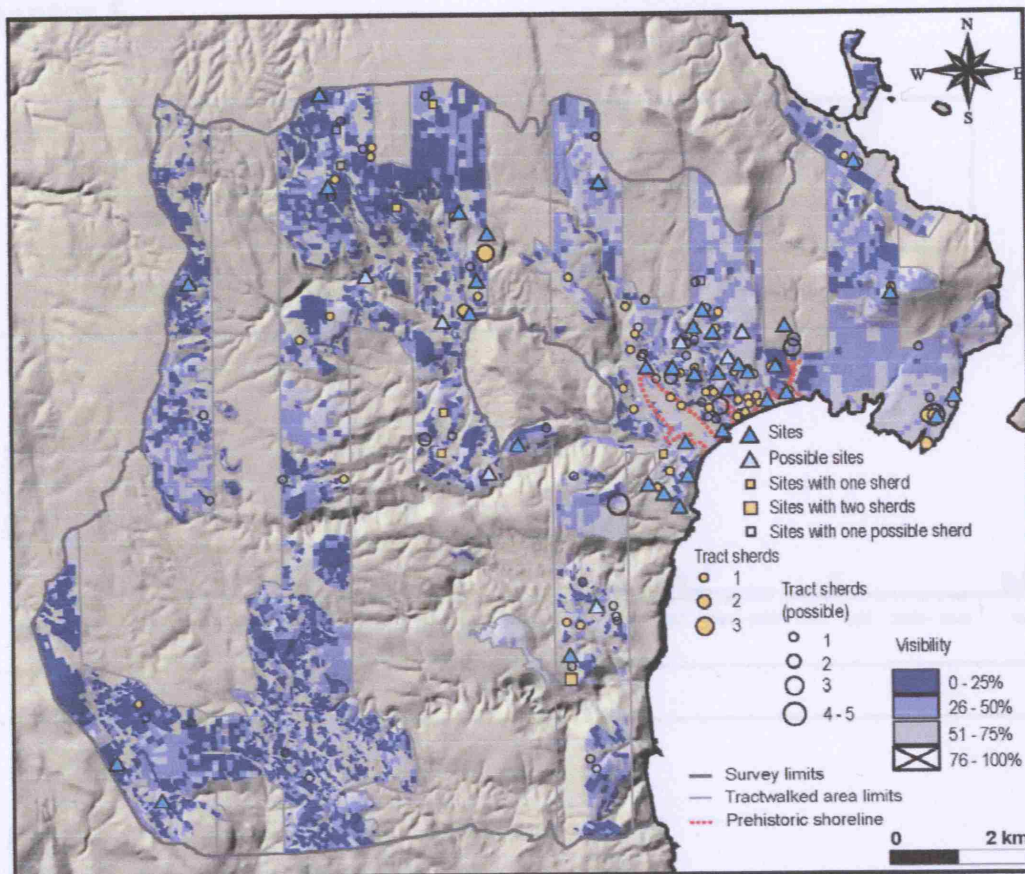 N
W E
S
Sites
Possible sites
Sites with one sherd
Sites with two sherds
Sites with one possible sherd
Tract sherds
1
2
3
Tract sherds
(possible)
1
2
3
4 - 5
Visibility
0 - 25%
26 - 50%
51 - 75%
76 - 100%
Survey limits
Tractwalked area limits
Prehistoric shoreline
0 2 km